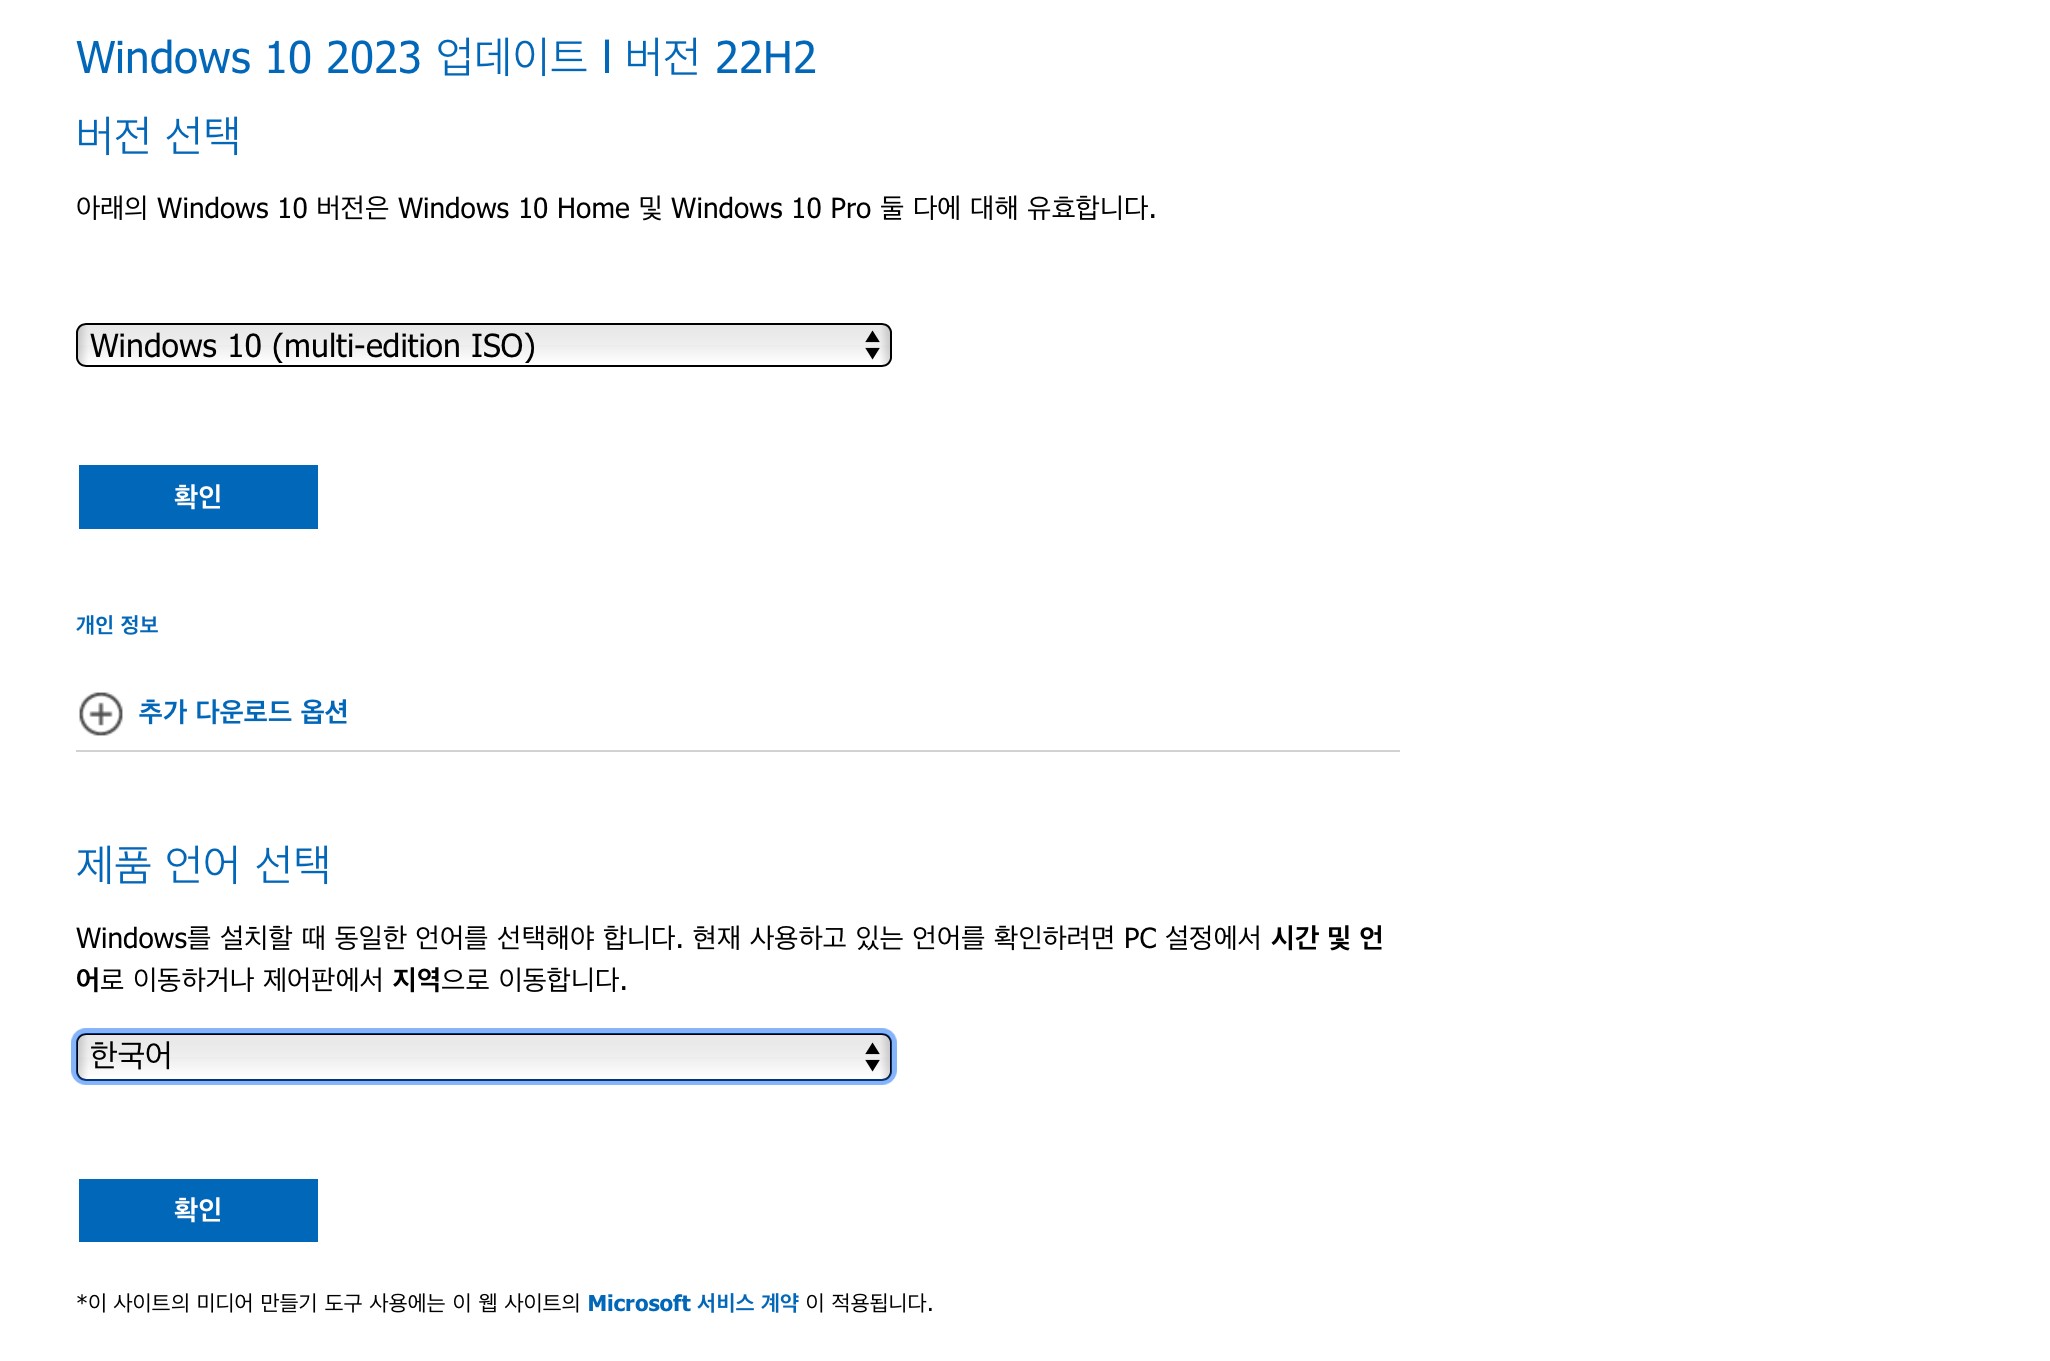 Windows 10 2023 업데이트 l 버전 22H2
버전 선택
아래의 Windows 10 버전은 Windows 10 Home 및 Windows 10 Pro 둘 다에 대해 유효합니다.
Windows 10 (multi-edition ISO)
확인
개인 정보
추가 다운로드 옵션
제품 언어 선택
Windows를 설치할 때 동일한 언어를 선택해야 합니다. 현재 사용하고 있는 언어를 확인하려면 PC 설정에서 시간 및 언
어로 이동하거나 제어판에서 지역으로 이동합니다.
한국어
확인
*이 사이트의 미디어 만들기 도구 사용에는 이 웹 사이트의 Microsoft 서비스 계약 이 적용됩니다.